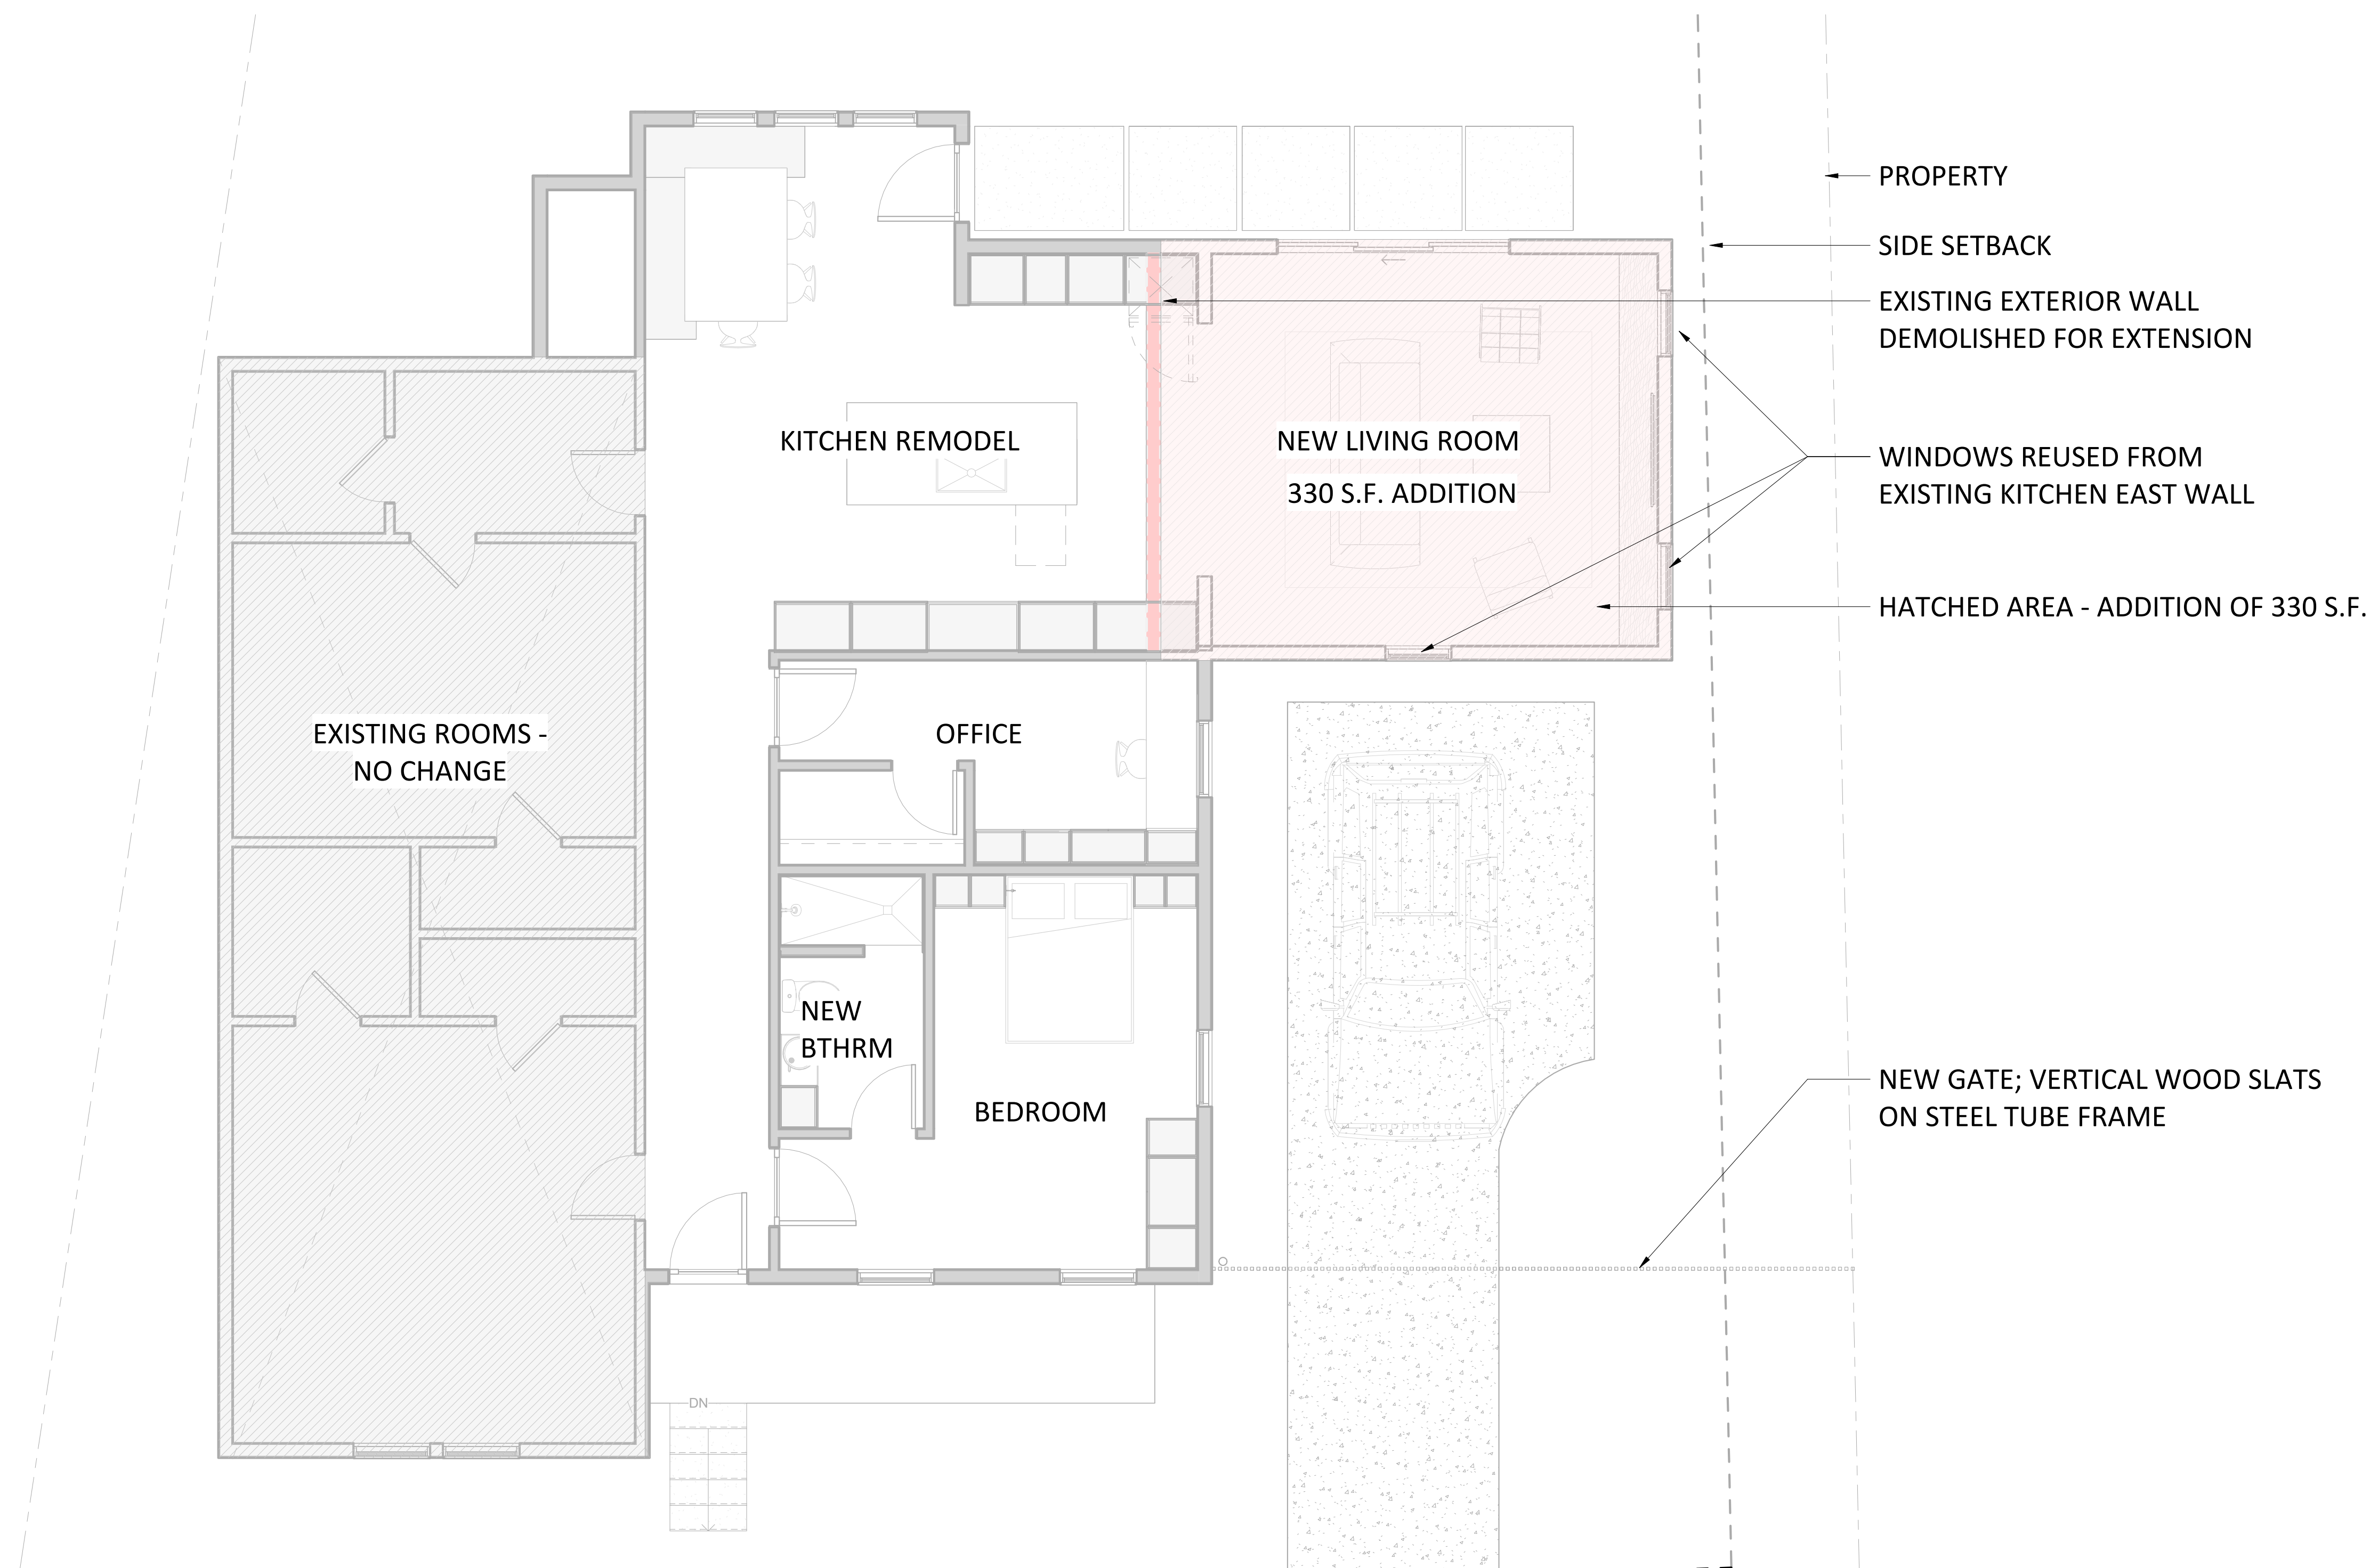 PROPERTY
SIDE SETBACK
EXISTING EXTERIOR WALL
DEMOLISHED FOR EXTENSION
KITCHEN REMODEL
NEW LIVING ROOM
330 S.F. ADDITION
WINDOWS REUSED FROM
EXISTING KITCHEN EAST WALL
HATCHED AREA - ADDITION OF 330 S.F.
EXISTING ROOMS -
NO CHANGE
OFFICE
NEW
BTHRM
BEDROOM
NEW GATE; VERTICAL WOOD SLATS
ON STEEL TUBE FRAME
DN